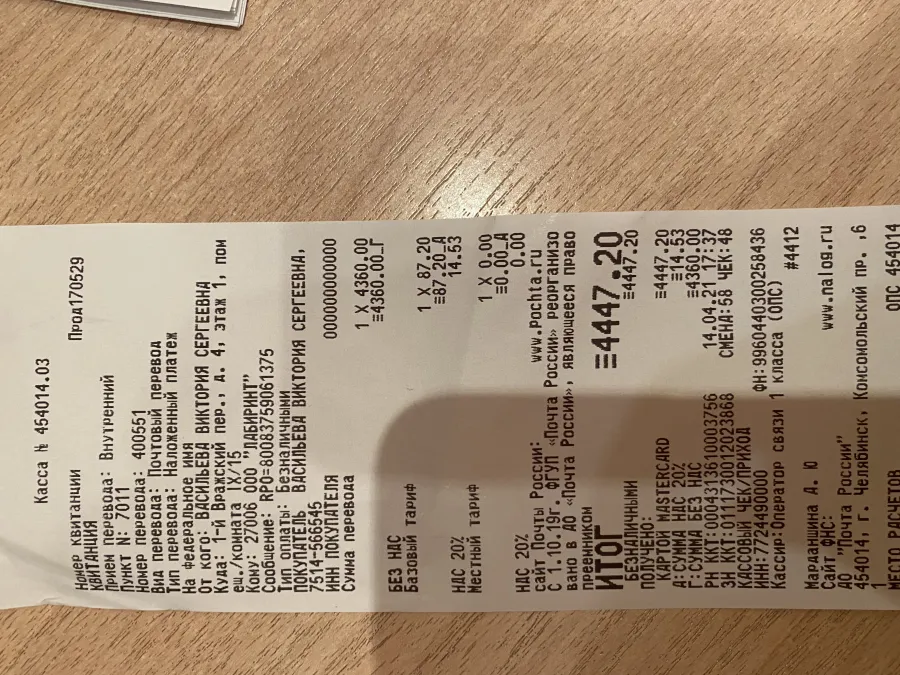 Касса № 454014.03
Номер квитанции Прод170529
КВИТАНЦИЯ
Прием перевода: Внутренний
Пункт N: 7011
Номер перевода: 400551
Вид перевода: Почтовый перевод
Тип перевода: Наложенный платеж
На федеральное имя
От кого: ВАСИЛЬЕВА ВИКТОРИЯ СЕРГЕЕВНА
Куда: 1-й Вражский пер., д. 4, этаж 1, пом
ещ./комната IX/15
Кому: 27006 ООО "ЛАБИРИНТ"
Сообщение: RPO=80083759061375
Тип оплаты: Безналичными
ПОКУПАТЕЛЬ ВАСИЛЬЕВА ВИКТОРИЯ СЕРГЕЕВНА,
7514-566545
ИНН ПОКУПАТЕЛЯ 000000000000
Сумма перевода
1 X 4360.00
БЕЗ НДС ≡4360.00_Г
Базовый тариф
1 X 87.20
≡87.20_А
НДС 20% 14.53
Местный тариф
1 X 0.00
≡0.00_А
НДС 20% 0.00
сайт Почты России: www.pochta.ru
С 1.10.19г. ФГУП «Почта России» реорганизо
вано в АО «Почта России», являющееся право
преемником
ИТОГ ≡4447.20
БЕЗНАЛИЧНЫМИ ≡4447.20
ПОЛУЧЕНО:
КАРТОЙ MASTERCARD ≡4447.20
А:СУММА НДС 20% ≡14.53
Г:СУММА БЕЗ НДС ≡4360.00
РН ККТ:0004313610003756 14.04.21 17:37
ЗН ККТ:0111730012023868 СМЕНА:58 ЧЕК:48
КАССОВЫЙ ЧЕК/ПРИХОД
ИНН:7724490000 ФН:9960440300258436
Кассир:Оператор связи 1 класса (ОПС)
Мардашина А. Ю #4412
Сайт ФНС: www.nalog.ru
АО "Почта России"
454014. г. Челябинск, Комсомольский пр ,6
1
МЕСТО РАСЧЕТОВ ОПС 454014